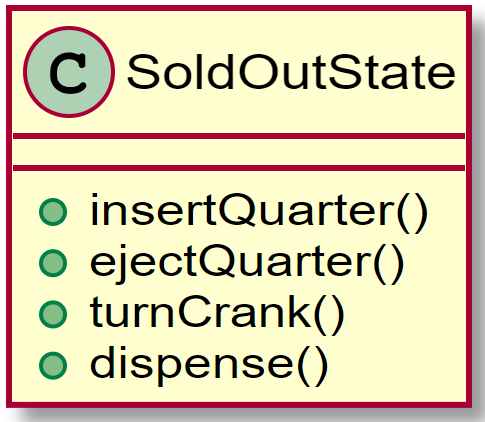 C SoldOutState
insertQuarter()
ejectQuarter()
turnCrank()
dispense()